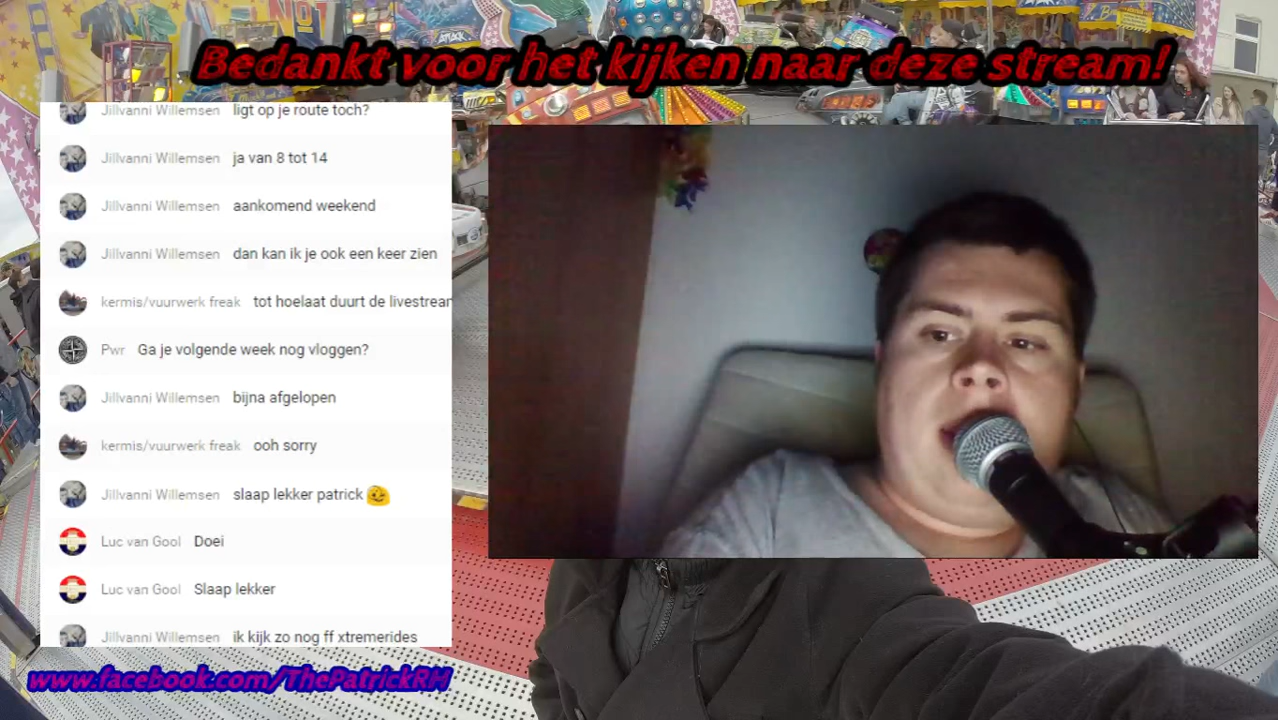 No1
Bedankt voor het kijken naar deze stream!
Jillvanni Willemsen ligt op je route toch?
Jillvanni Willemsen ja van 8 tot 14
Jillvanni Willemsen aankomend weekend
Jillvanni Willemsen dan kan ik je ook een keer zien
kermis/vuurwerk freak tot hoelaat duurt de livestrear
Pwr Ga je volgende week nog vloggen?
Jillvanni Willemsen bijna afgelopen
kermis/vuurwerk freak ooh sorry
Jillvanni Willemsen slaap lekker patrick
Luc van Gool Doei
Luc van Gool Slaap lekker
Jillvanni Willemsen ik kijk zo nog ff xtremerides
www.facebook.com/ThePatrickRH